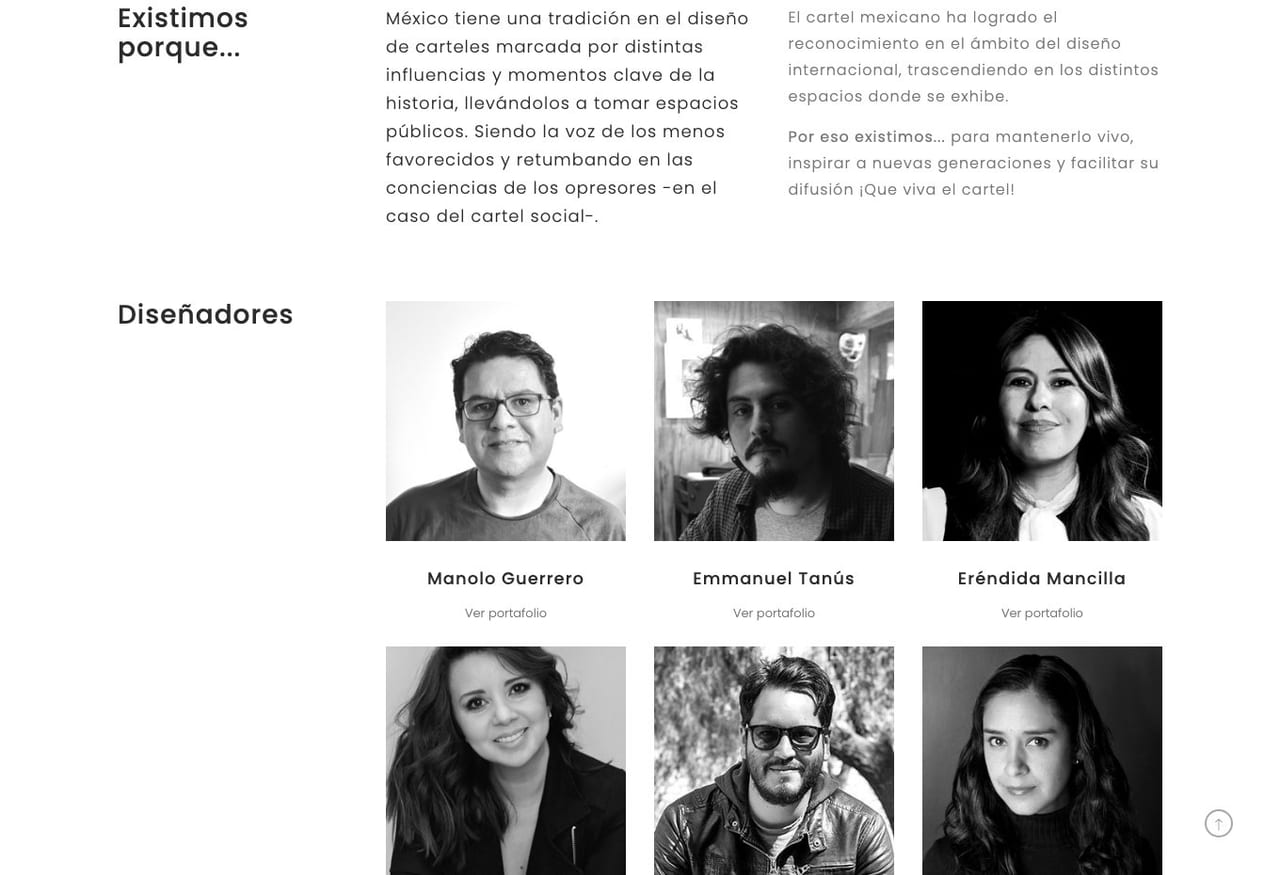 Existimos
porque...
México tiene una tradición en el diseño
de carteles marcada por distintas
influencias y momentos clave de la
historia, llevándolos a tomar espacios
públicos. Siendo la voz de los menos
favorecidos y retumbando en las
conciencias de los opresores -en el
caso del cartel social-.
El cartel mexicano ha logrado el
reconocimiento en el ámbito del diseño
internacional, trascendiendo en los distintos
espacios donde se exhibe.
Por eso existimos... para mantenerlo vivo,
inspirar a nuevas generaciones y facilitar su
difusión ¡Que viva el cartel!
Diseñadores
Manolo Guerrero
Ver portafolio
Emmanuel Tanús
Ver portafolio
Eréndida Mancilla
Ver portafolio